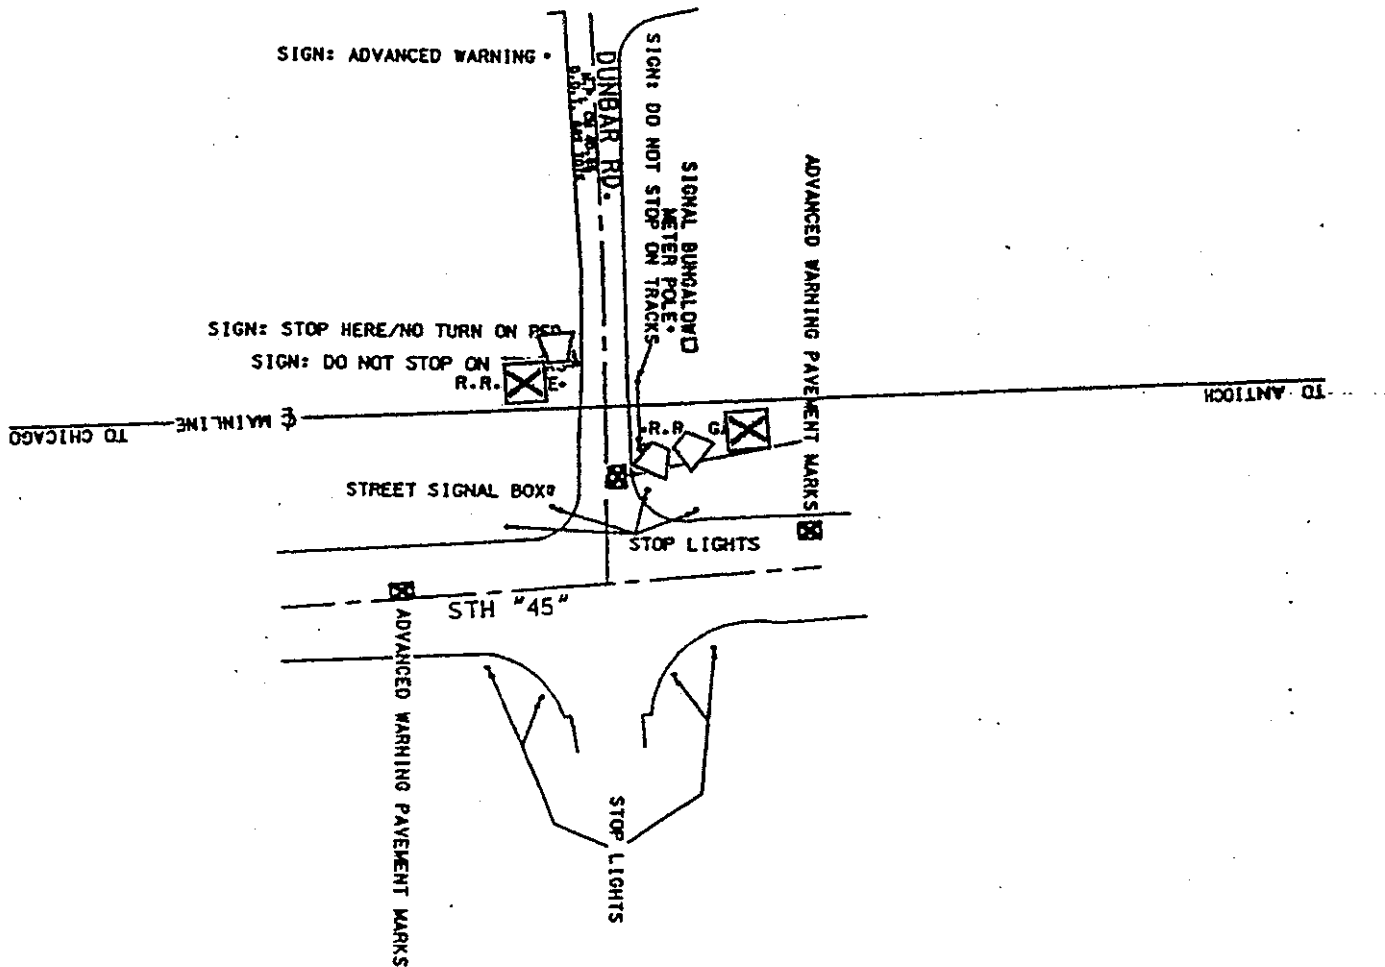 SIGN: ADVANCED WARNING
DUNBAR RD.
SIGN: DO NOT STOP ON TRACKS
SIGNAL BUNGALOW
METER POLE
ADVANCED WARNING PAVEMENT MARKS
SIGN: STOP HERE/NO TURN ON RED
SIGN: DO NOT STOP ON
R.R. E.
TO CHICAGO
MAINLINE
TO ANTIOCH
R.R. G.
STREET SIGNAL BOX
STOP LIGHTS
STH "45"
ADVANCED WARNING PAVEMENT MARKS
STOP LIGHTS